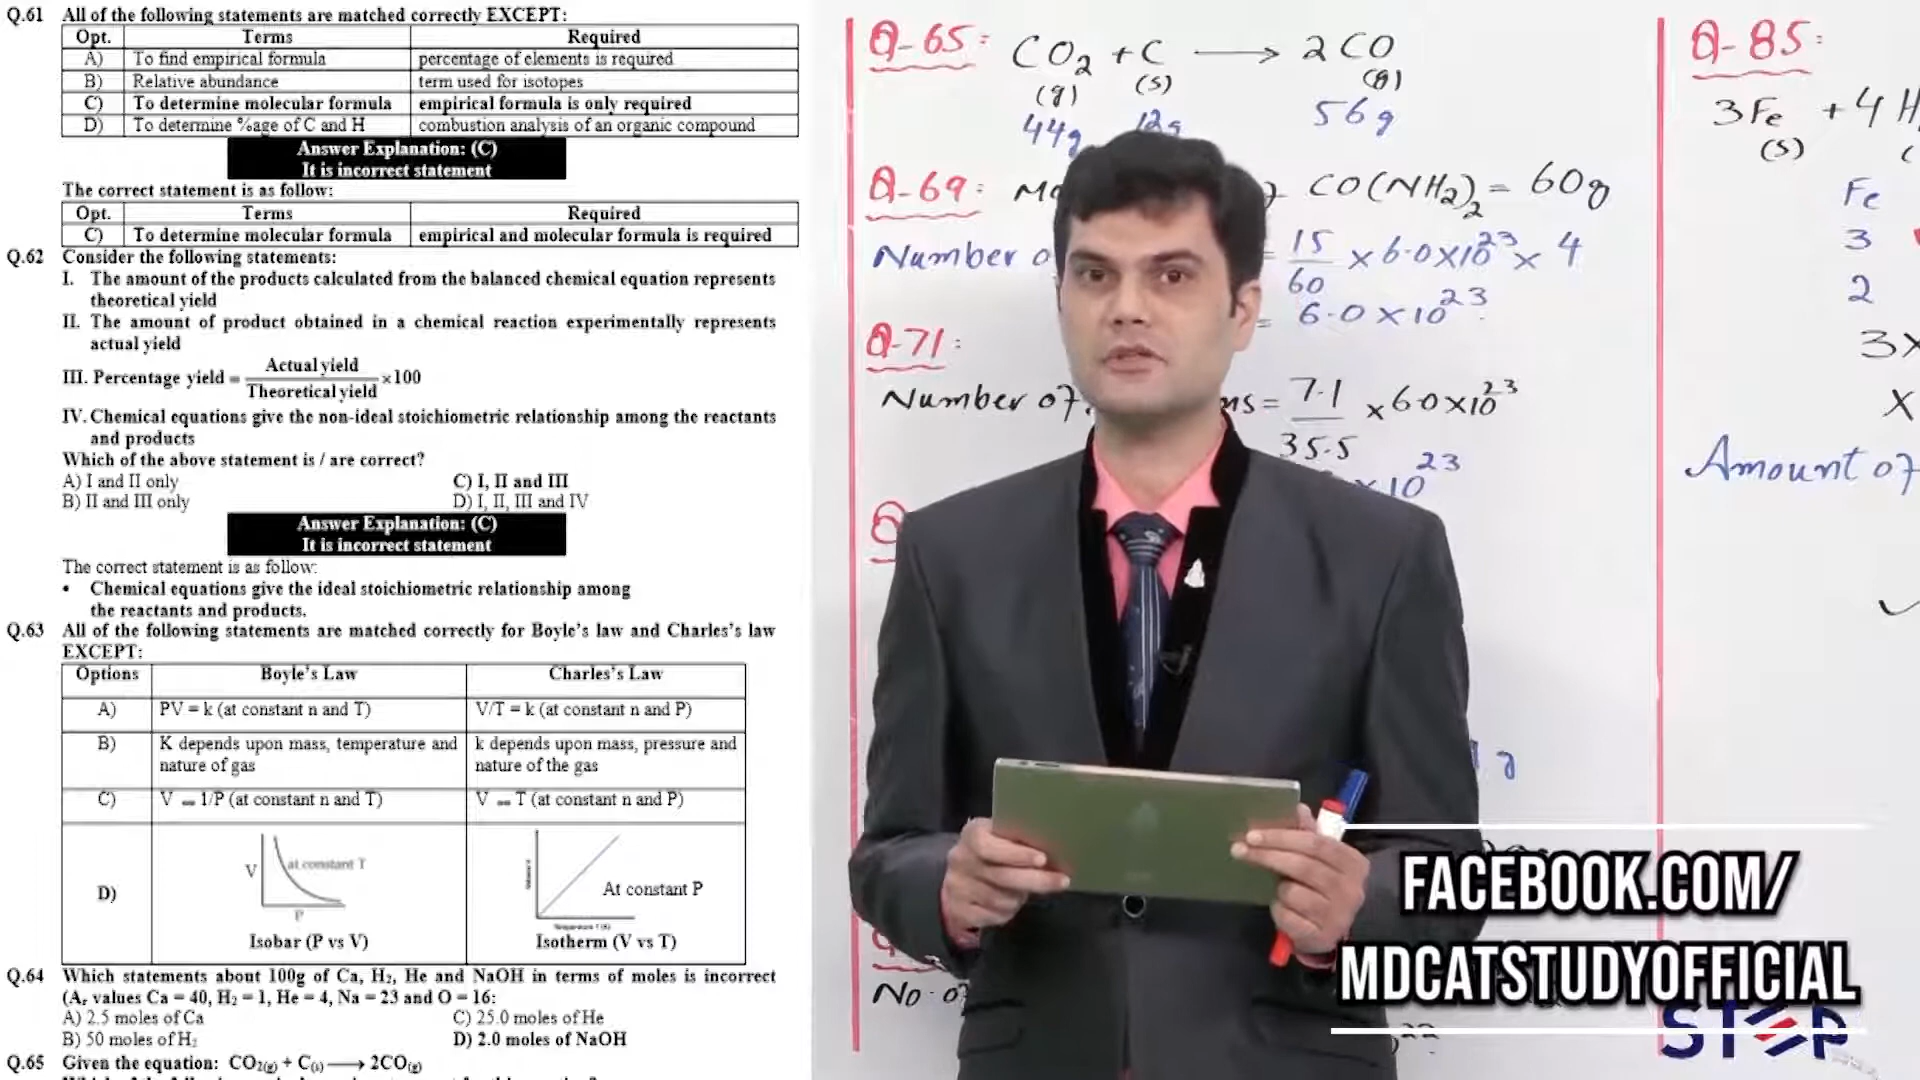 Q.61 All of the following statements are matched correctly EXCEPT:
Opt. Terms Required
A) To find empirical formula percentage of elements is required
B) Relative abundance term used for isotopes
C) To determine molecular formula empirical formula is only required
D) To determine %age of C and H combustion analysis of an organic compound
Answer Explanation: (C)
It is incorrect statement
The correct statement is as follow:
Opt. Terms Required
C) To determine molecular formula empirical and molecular formula is required
Q.62 Consider the following statements:
I. The amount of the products calculated from the balanced chemical equation represents
theoretical yield
II. The amount of product obtained in a chemical reaction experimentally represents
actual yield
III. Percentage yield = Actual yield / Theoretical yield ×100
IV. Chemical equations give the non-ideal stoichiometric relationship among the reactants
and products
Which of the above statement is / are correct?
A) I and II only C) I, II and III
B) II and III only D) I, II, III and IV
Answer Explanation: (C)
It is incorrect statement
The correct statement is as follow:
• Chemical equations give the ideal stoichiometric relationship among
the reactants and products.
Q.63 All of the following statements are matched correctly for Boyle's law and Charles's law
EXCEPT:
Options Boyle's Law Charles's Law
A) PV = k (at constant n and T) V/T = k (at constant n and P)
B) K depends upon mass, temperature and k depends upon mass, pressure and
nature of gas nature of the gas
C) V ∝ 1/P (at constant n and T) V ∝ T (at constant n and P)
D) V at constant T P At constant P
Isobar (P vs V) Isotherm (V vs T)
Q.64 Which statements about 100g of Ca, H₂, He and NaOH in terms of moles is incorrect
(Aᵣ values Ca = 40, H₂ = 1, He = 4, Na = 23 and O = 16:
A) 2.5 moles of Ca C) 25.0 moles of He
B) 50 moles of H₂ D) 2.0 moles of NaOH
Q.65 Given the equation: CO₂(g) + C(s) ⟶ 2CO(g)
Q-65: CO₂ + C ⟶ 2CO
(g) (s) (g)
44g 12g 56g
Q-69: CO(NH₂)₂ = 60g
Number = 15/60 × 6.0×10²³ × 4
= 6.0 × 10²³
Q-71:
Number of = 7.1/35.5 × 6.0×10²³
× 10²³
g
No. of
22
Q-85:
3Fe + 4H
(s) (
Fe
3
2
3×
X
Amount of
FACEBOOK.COM/
MDCATSTUDYOFFICIAL
STEP